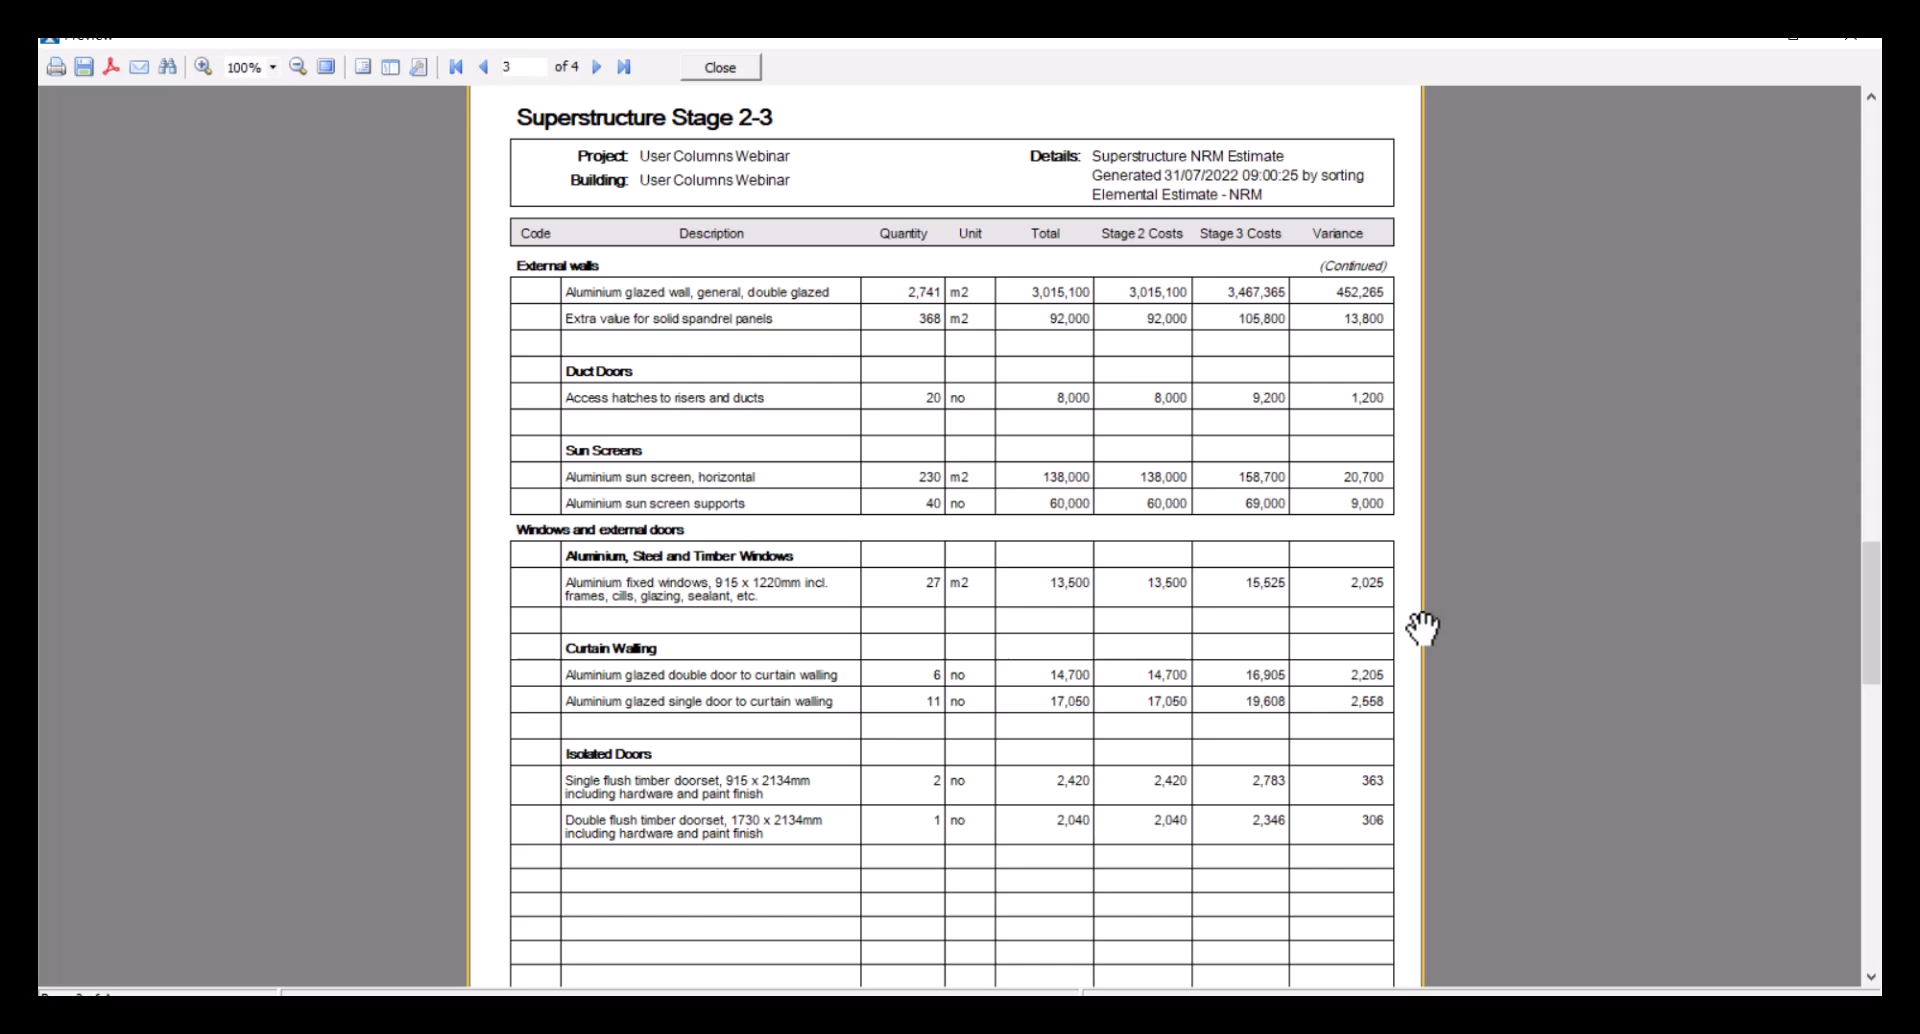 100%
3 of 4
Close
Superstructure Stage 2-3
Project: User Columns Webinar
Details: Superstructure NRM Estimate
Building: User Columns Webinar
Generated 31/07/2022 09:00:25 by sorting
Elemental Estimate - NRM
Code Description Quantity Unit Total Stage 2 Costs Stage 3 Costs Variance
External walls (Continued)
Aluminium glazed wall, general, double glazed 2,741 m2 3,015,100 3,015,100 3,467,365 452,265
Extra value for solid spandrel panels 368 m2 92,000 92,000 105,800 13,800
Duct Doors
Access hatches to risers and ducts 20 no 8,000 8,000 9,200 1,200
Sun Screens
Aluminium sun screen, horizontal 230 m2 138,000 138,000 158,700 20,700
Aluminium sun screen supports 40 no 60,000 60,000 69,000 9,000
Windows and external doors
Aluminium, Steel and Timber Windows
Aluminium fixed windows, 915 x 1220mm incl. 27 m2 13,500 13,500 15,525 2,025
frames, cills, glazing, sealant, etc.
Curtain Walling
Aluminium glazed double door to curtain walling 6 no 14,700 14,700 16,905 2,205
Aluminium glazed single door to curtain walling 11 no 17,050 17,050 19,608 2,558
Isolated Doors
Single flush timber doorset, 915 x 2134mm 2 no 2,420 2,420 2,783 363
including hardware and paint finish
Double flush timber doorset, 1730 x 2134mm 1 no 2,040 2,040 2,346 306
including hardware and paint finish